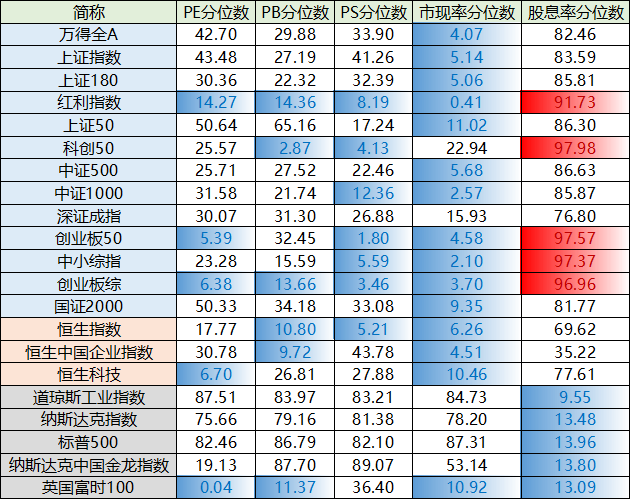 简称 PE分位数 PB分位数 PS分位数 市现率分位数 股息率分位数
万得全A 42.70 29.88 33.90 4.07 82.46
上证指数 43.48 27.19 41.26 5.14 83.59
上证180 30.36 22.32 32.39 5.06 85.81
红利指数 14.27 14.36 8.19 0.41 91.73
上证50 50.64 65.16 17.24 11.02 86.30
科创50 25.57 2.87 4.13 22.94 97.98
中证500 25.71 27.52 22.46 5.68 86.63
中证1000 31.58 21.74 12.36 2.57 85.87
深证成指 30.07 31.30 26.88 15.93 76.80
创业板50 5.39 32.45 1.80 4.58 97.57
中小综指 23.28 15.59 5.59 2.10 97.37
创业板综 6.38 13.66 3.46 3.70 96.96
国证2000 50.33 34.18 33.08 9.35 81.77
恒生指数 17.77 10.80 5.21 6.26 69.62
恒生中国企业指数 30.78 9.72 43.78 4.51 35.22
恒生科技 6.70 26.81 27.88 10.46 77.61
道琼斯工业指数 87.51 83.97 83.21 84.73 9.55
纳斯达克指数 75.66 79.16 81.38 78.20 13.48
标普500 82.46 86.79 82.10 87.31 13.96
纳斯达克中国金龙指数 19.13 87.70 89.07 53.14 13.80
英国富时100 0.04 11.37 36.40 10.92 13.09